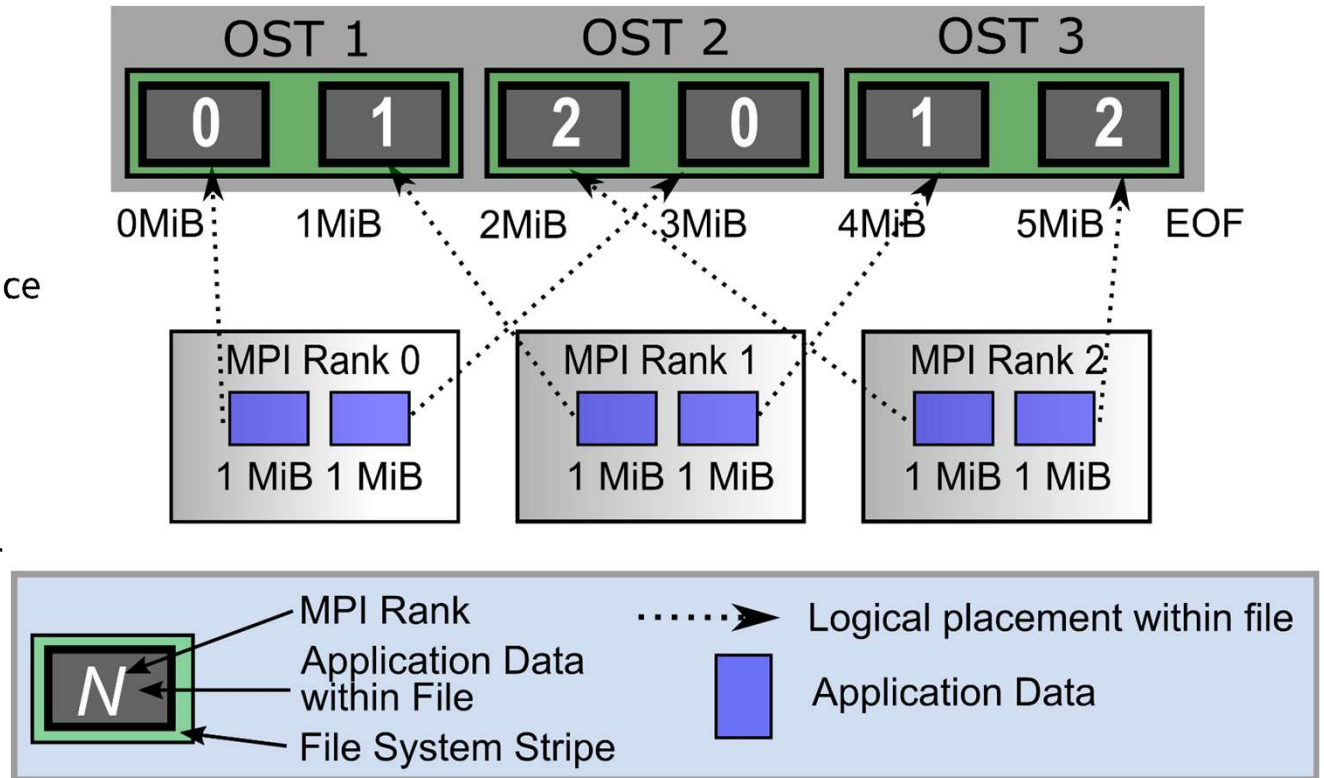 OST 1 OST 2 OST 3
0 1 2 0 1 2
0MiB 1MiB 2MiB 3MiB 4MiB 5MiB EOF
ce
MPI Rank 0 MPI Rank 1 MPI Rank 2
1 MiB 1 MiB 1 MiB 1 MiB 1 MiB 1 MiB
MPI Rank
Application Data
within File
File System Stripe
N
Logical placement within file
Application Data